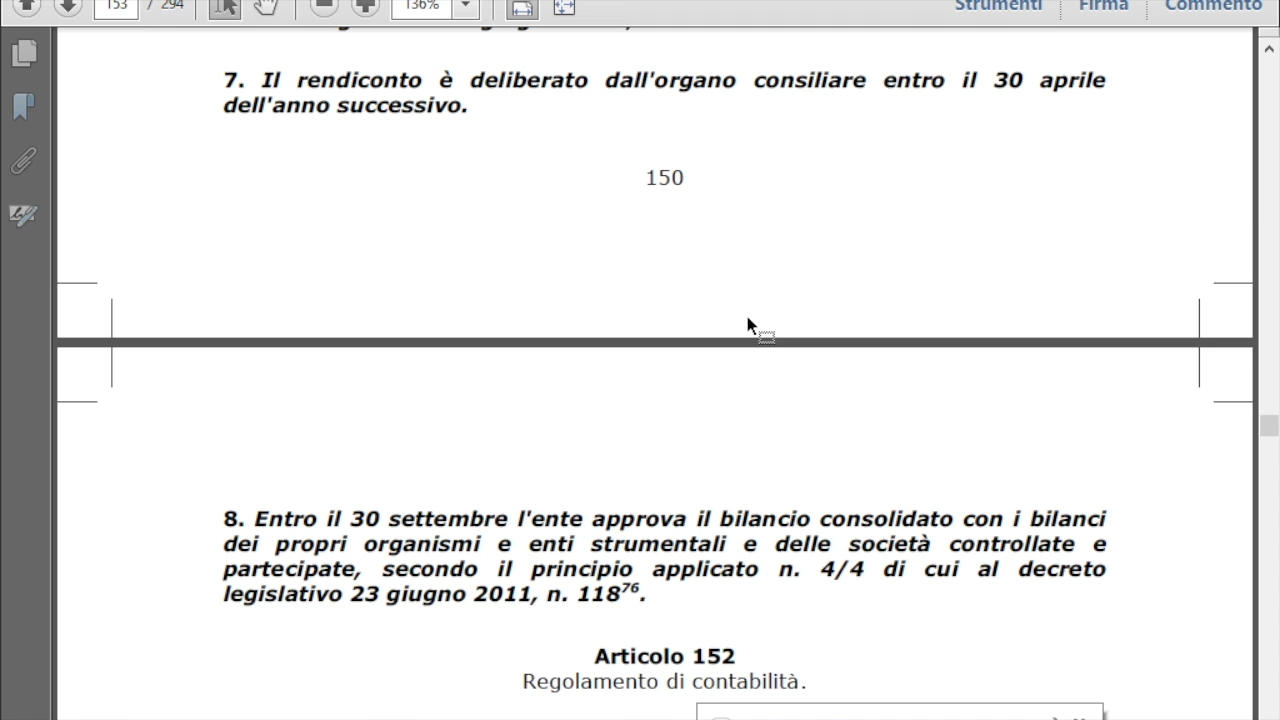 153 / 294 136% Strumenti Firma Commento
7. Il rendiconto è deliberato dall'organo consiliare entro il 30 aprile
dell'anno successivo.
150
8. Entro il 30 settembre l'ente approva il bilancio consolidato con i bilanci
dei propri organismi e enti strumentali e delle società controllate e
partecipate, secondo il principio applicato n. 4/4 di cui al decreto
legislativo 23 giugno 2011, n. 118⁷⁶.
Articolo 152
Regolamento di contabilità.